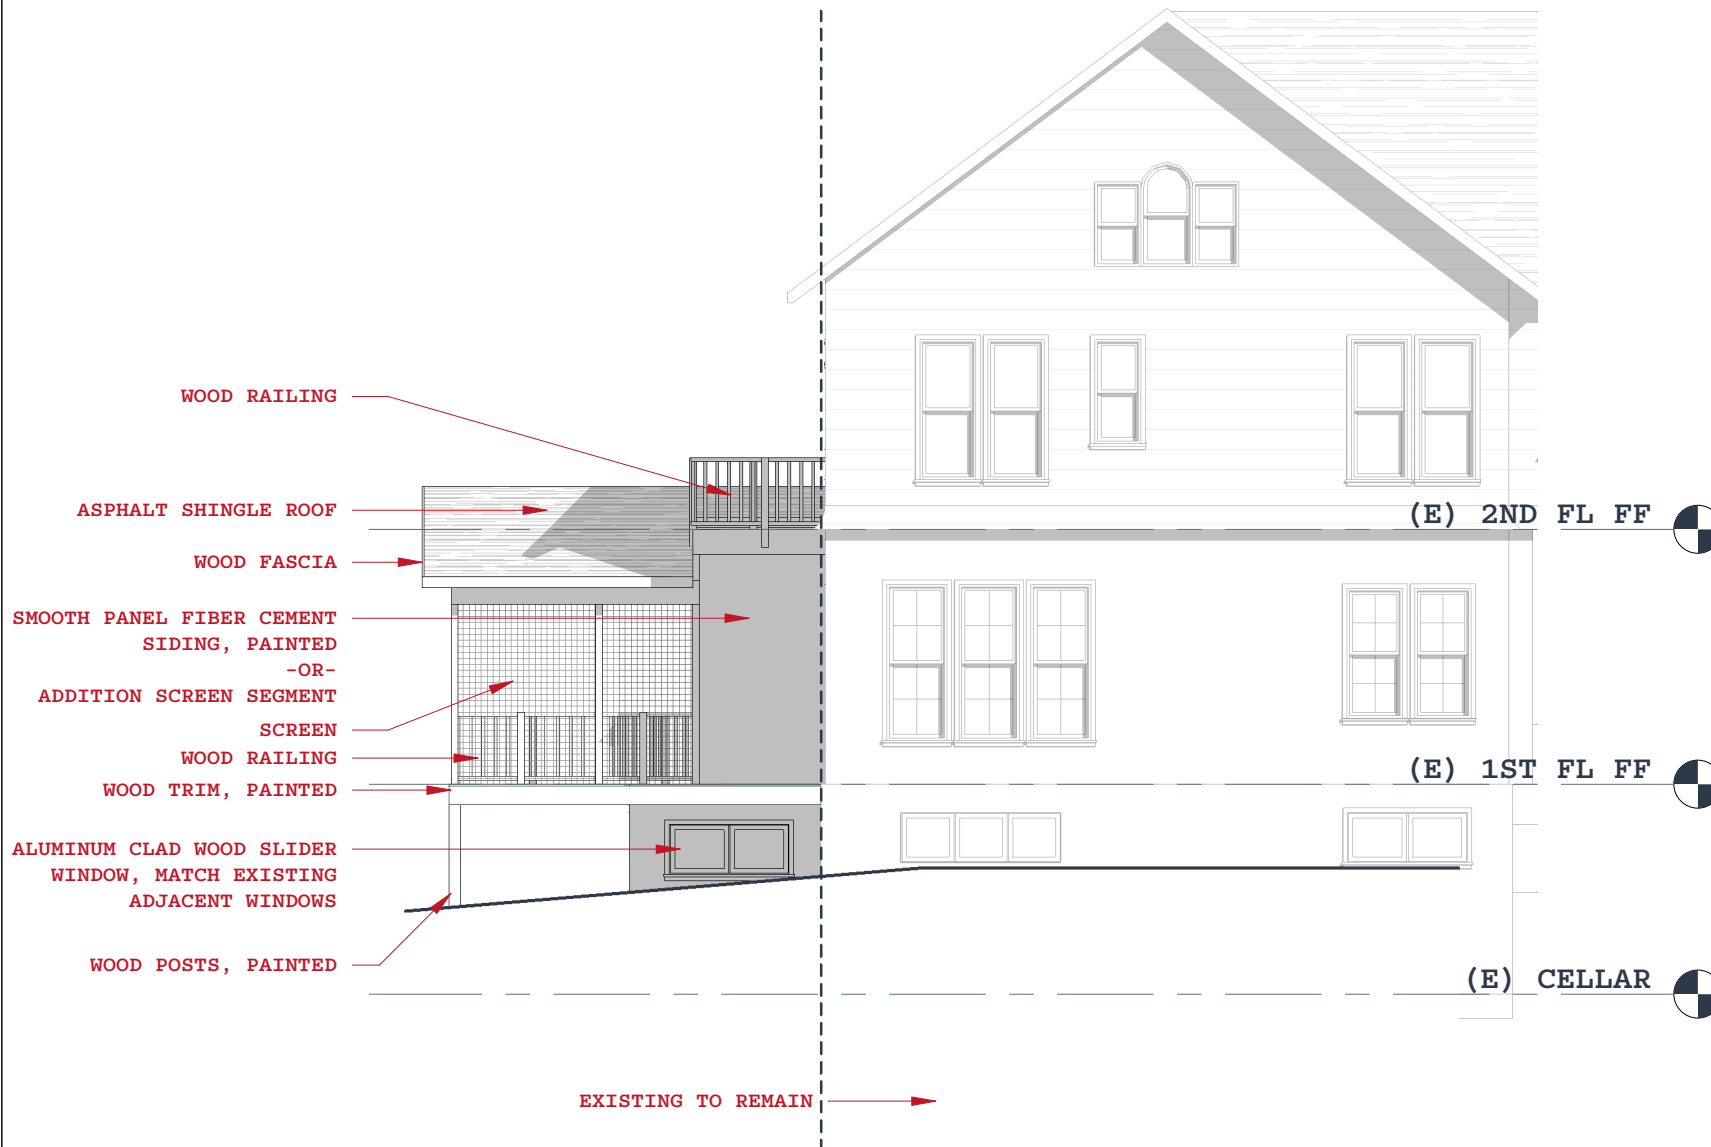 WOOD RAILING
ASPHALT SHINGLE ROOF
(E) 2ND FL FF
WOOD FASCIA
SMOOTH PANEL FIBER CEMENT
SIDING, PAINTED
-OR-
ADDITION SCREEN SEGMENT
SCREEN
WOOD RAILING
(E) 1ST FL FF
WOOD TRIM, PAINTED
ALUMINUM CLAD WOOD SLIDER
WINDOW, MATCH EXISTING
ADJACENT WINDOWS
WOOD POSTS, PAINTED
(E) CELLAR
EXISTING TO REMAIN